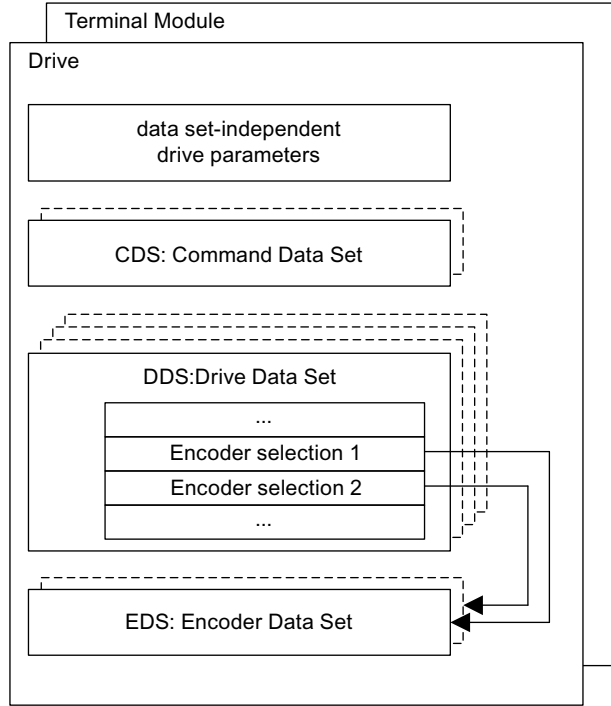 Terminal Module
Drive
data set-independent
drive parameters
CDS: Command Data Set
DDS:Drive Data Set
...
Encoder selection 1
Encoder selection 2
...
EDS: Encoder Data Set